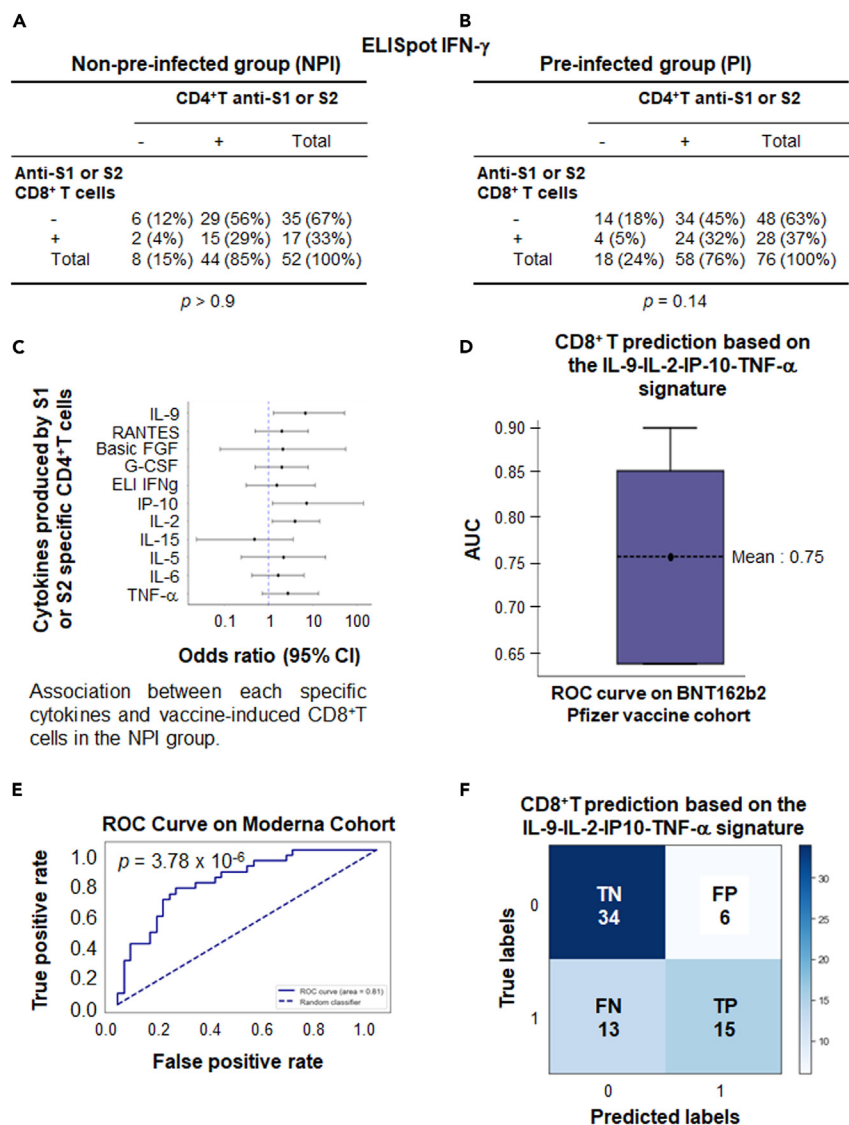 A
B
ELISpot IFN-γ
Non-pre-infected group (NPI)
CD4+T anti-S1 or S2
- + Total
Anti-S1 or S2
CD8+ T cells
- 6 (12%) 29 (56%) 35 (67%)
+ 2 (4%) 15 (29%) 17 (33%)
Total 8 (15%) 44 (85%) 52 (100%)
p > 0.9
Pre-infected group (PI)
CD4+T anti-S1 or S2
- + Total
Anti-S1 or S2
CD8+ T cells
- 14 (18%) 34 (45%) 48 (63%)
+ 4 (5%) 24 (32%) 28 (37%)
Total 18 (24%) 58 (76%) 76 (100%)
p = 0.14
C
Cytokines produced by S1
or S2 specific CD4+T cells
IL-9
RANTES
Basic FGF
G-CSF
ELI IFNg
IP-10
IL-2
IL-15
IL-5
IL-6
TNF-α
0.1 1 10 100
Odds ratio (95% CI)
Association between each specific
cytokines and vaccine-induced CD8+T
cells in the NPI group.
D
CD8+ T prediction based on
the IL-9-IL-2-IP-10-TNF-α
signature
AUC
0.90
0.85
0.80
0.75
0.70
0.65
Mean : 0.75
ROC curve on BNT162b2
Pfizer vaccine cohort
E
ROC Curve on Moderna Cohort
p = 3.78 x 10-6
True positive rate
1.0
0.8
0.6
0.4
0.2
0.0
ROC curve (area = 0.81)
Random classifier
0.0 0.2 0.4 0.6 0.8 1.0
False positive rate
F
CD8+T prediction based on the
IL-9-IL-2-IP10-TNF-α signature
True labels
0
1
TN
34
FP
6
FN
13
TP
15
0 1
Predicted labels
30
25
20
15
10